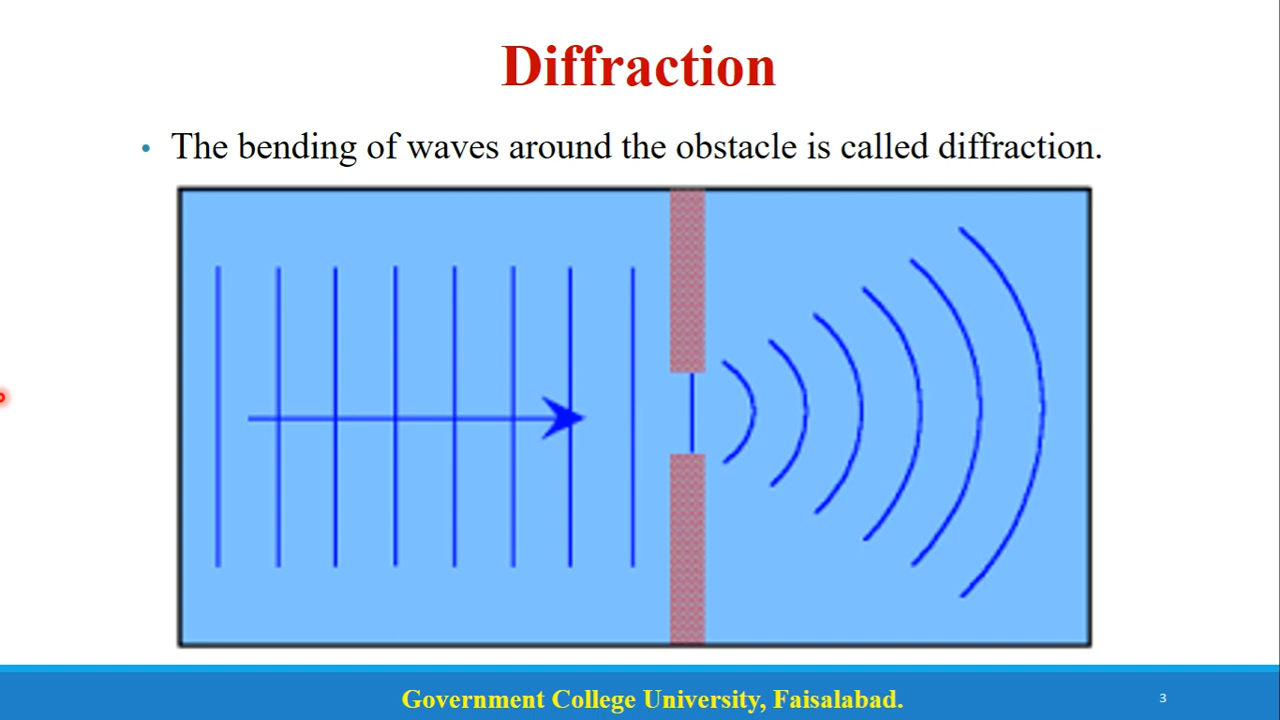 Diffraction
• The bending of waves around the obstacle is called diffraction.
Government College University, Faisalabad.
3